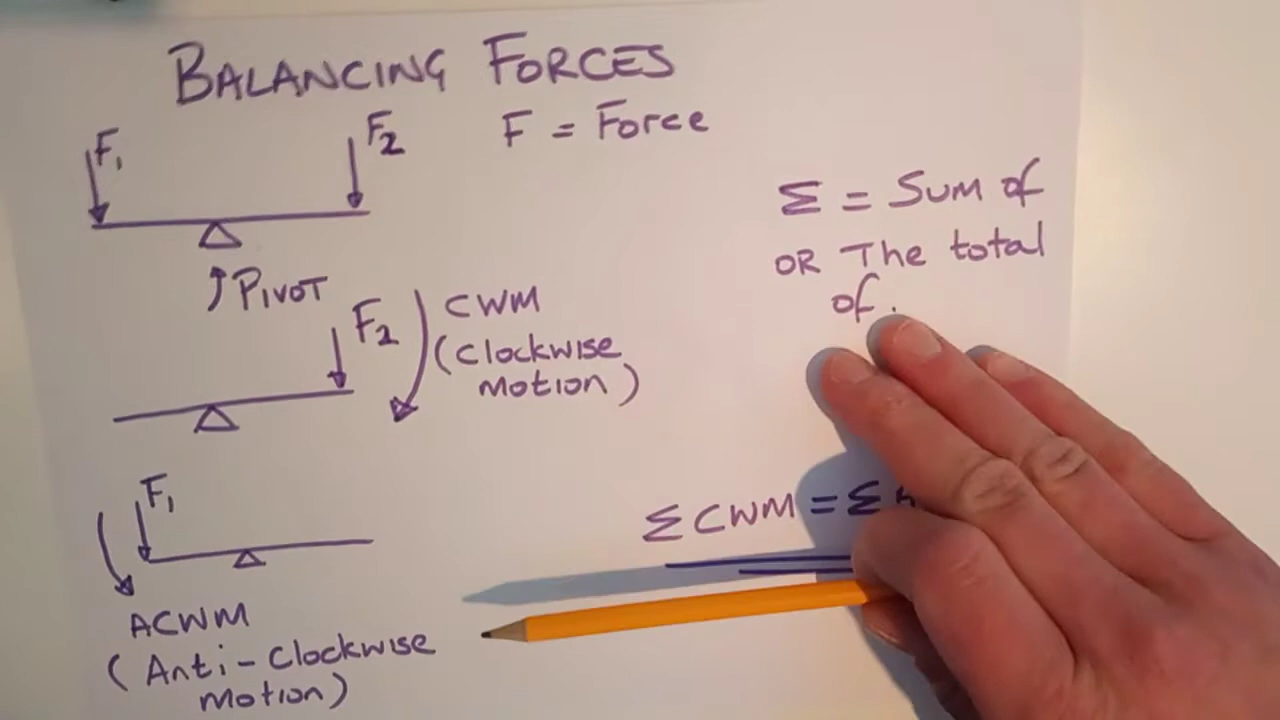 BALANCING FORCES
F = Force
F₁
F₂
PIVOT
F₂
CWM
(Clockwise
motion)
F₁
ACWM
(Anti-Clockwise
motion)
Σ = Sum of
OR The total
of.
Σ CWM = Σ A